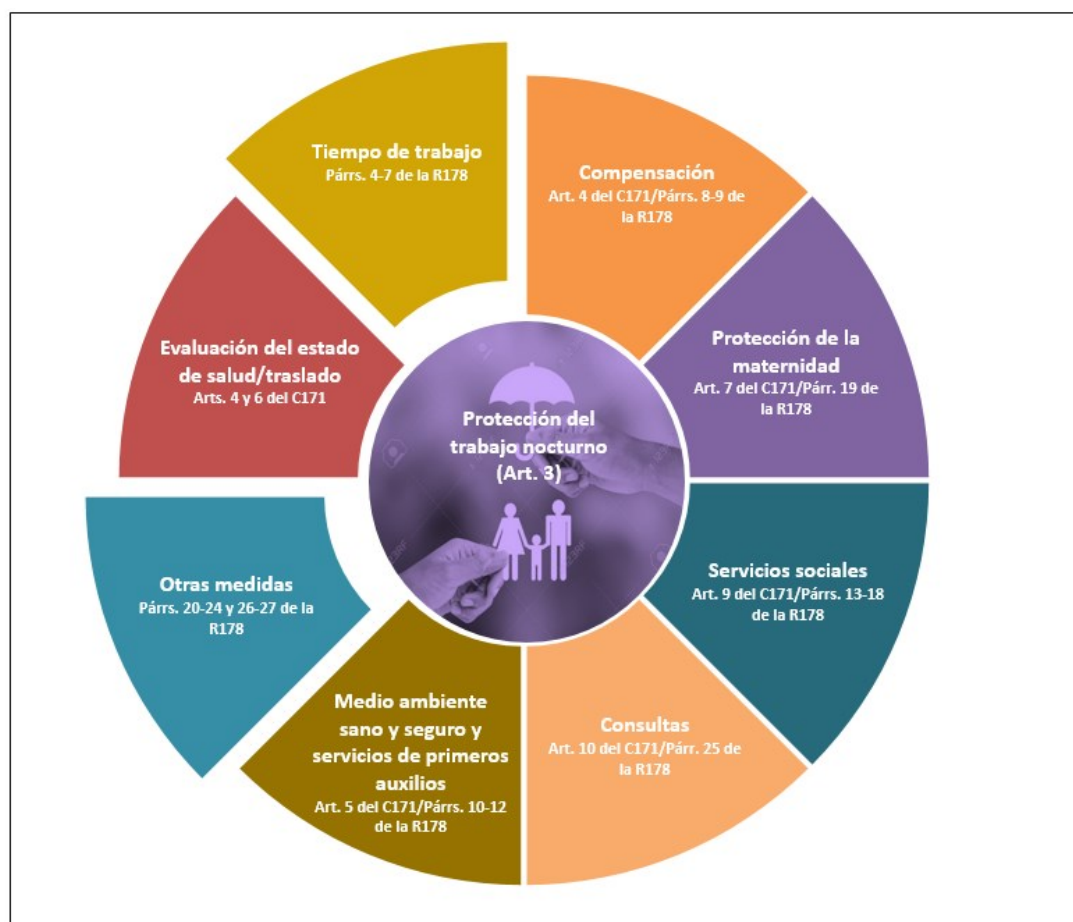 Tiempo de trabajo
Párrs. 4-7 de la R178
Compensación
Art. 4 del C171/Párrs. 8-9 de
la R178
Protección de la
maternidad
Art. 7 del C171/Párr. 19 de
la R178
Servicios sociales
Art. 9 del C171/Párrs. 13-18
de la R178
Consultas
Art. 10 del C171/Párr. 25 de
la R178
Medio ambiente
sano y seguro y
servicios de primeros
auxilios
Art. 5 del C171/Párrs. 10-12
de la R178
Otras medidas
Párrs. 20-24 y 26-27 de la
R178
Evaluación del estado
de salud/traslado
Arts. 4 y 6 del C171
Protección del
trabajo nocturno
(Art. 3)